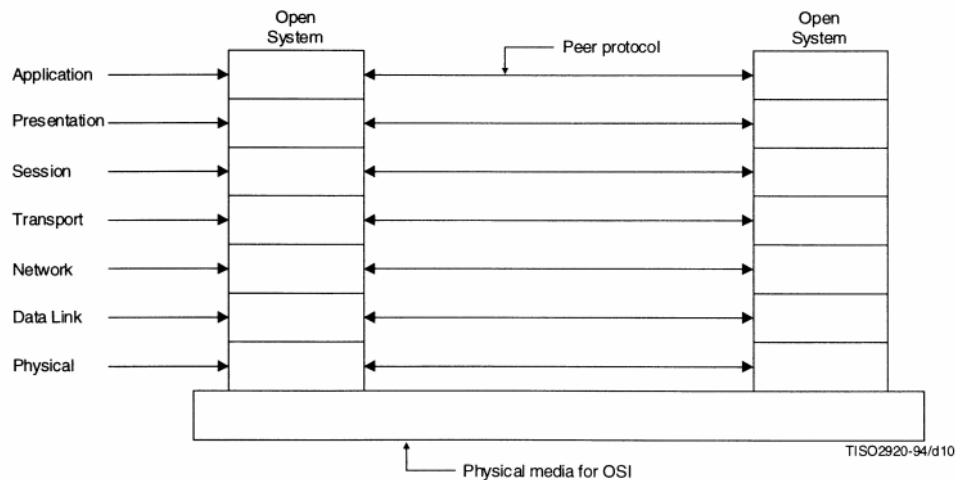 Open
System
Open
System
Peer protocol
Application
Presentation
Session
Transport
Network
Data Link
Physical
TISO2920-94/d10
Physical media for OSI